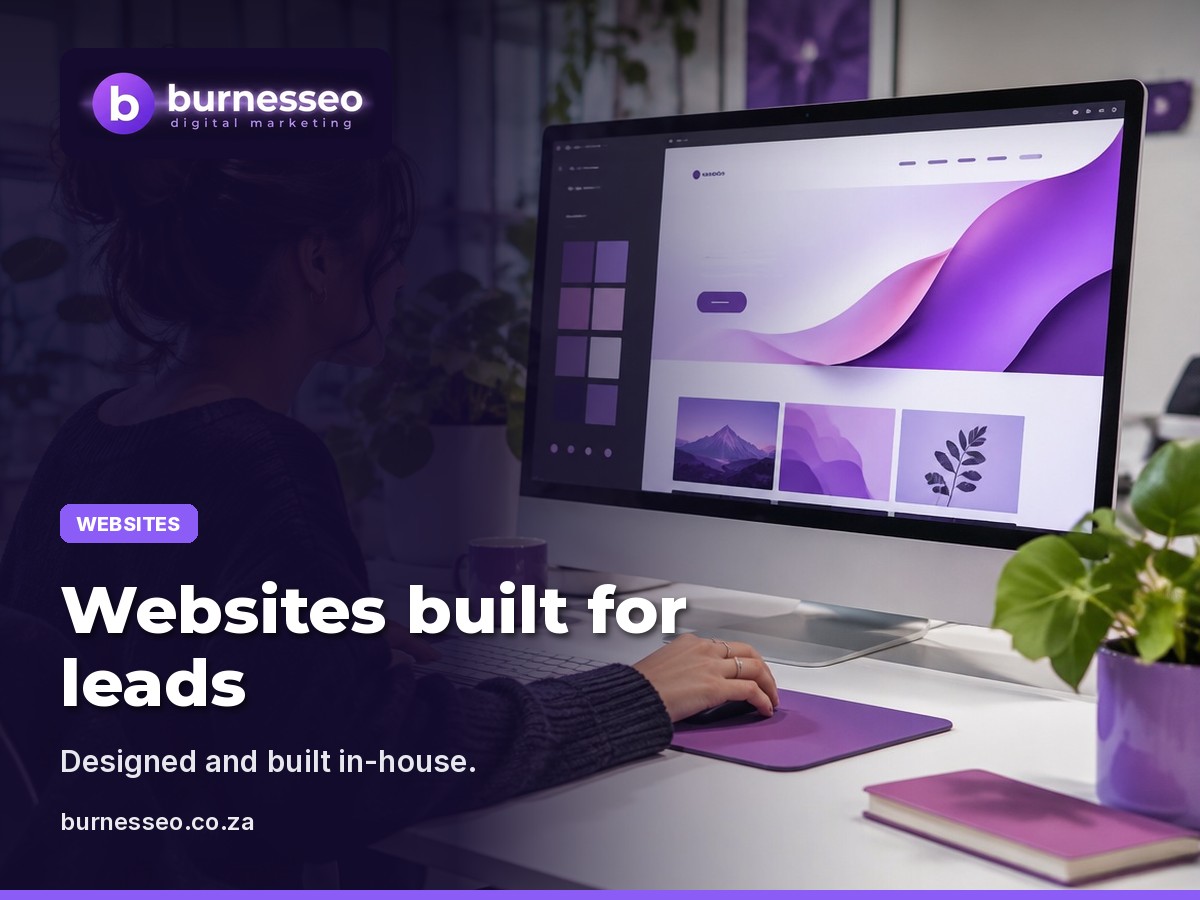 b burnesseo
digital marketing
WEBSITES
Websites built for
leads
Designed and built in-house.
burnesseo.co.za